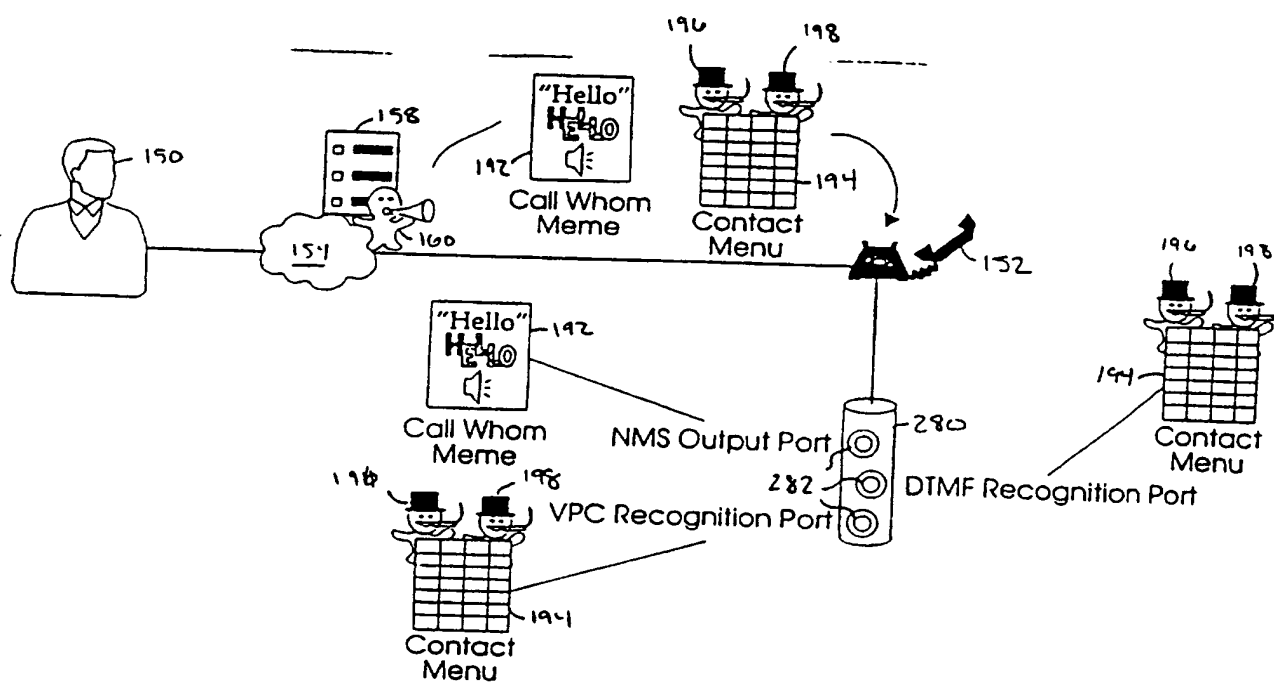 196
198
158
"Hello"
HELLO
150
192
194
Call Whom
Meme
Contact
Menu
160
154
152
196
198
"Hello"
HELLO
192
194
280
Call Whom
Meme
NMS Output Port
Contact
Menu
282
DTMF Recognition Port
198
VPC Recognition Port
194
Contact
Menu